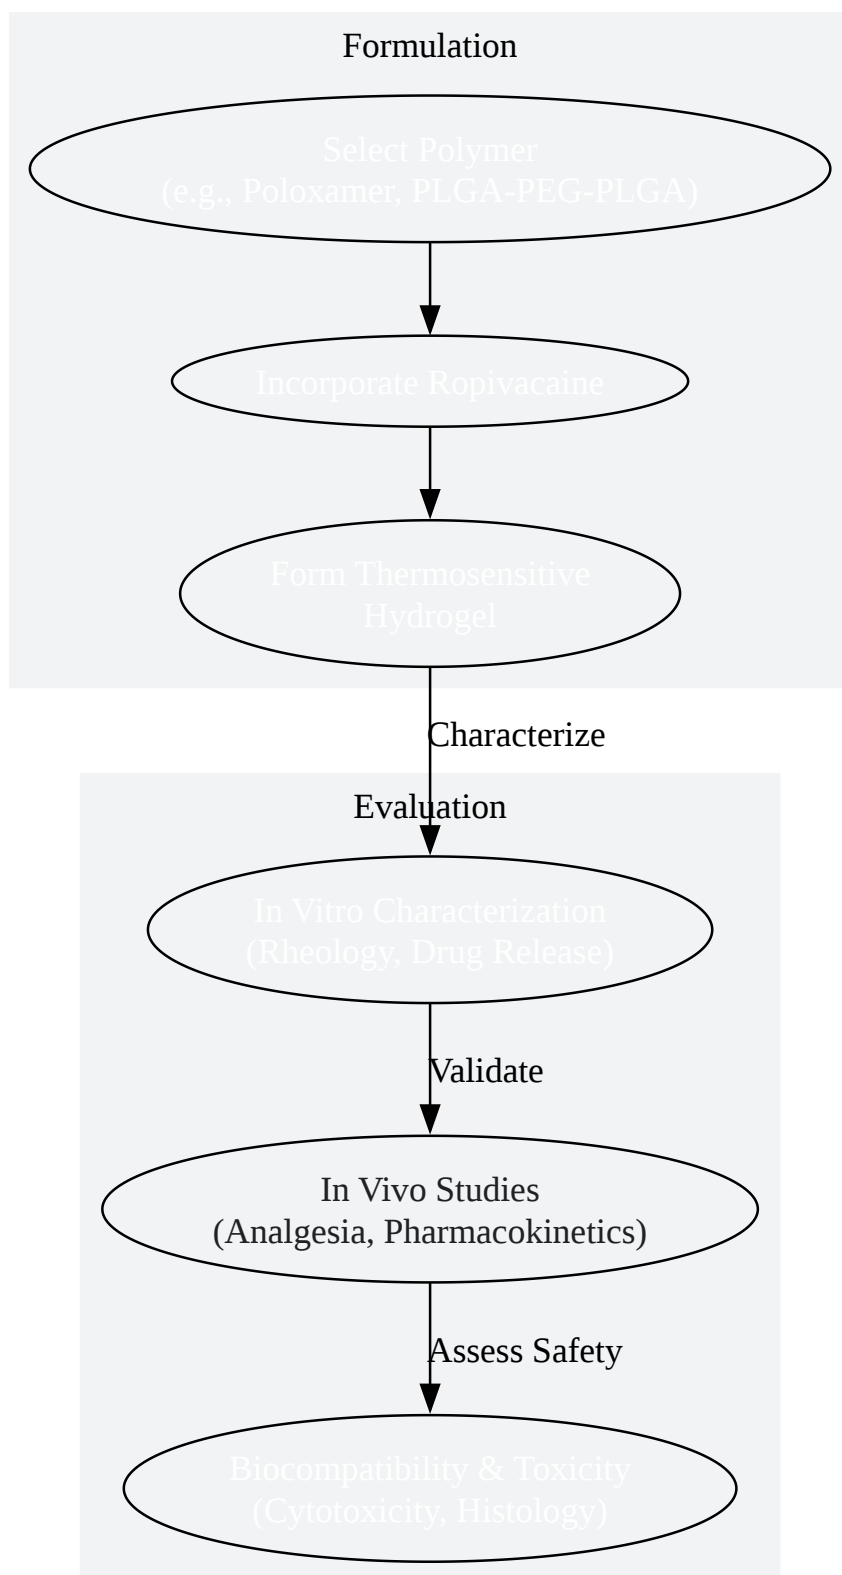 Formulation
Select Polymer
(e.g., Poloxamer, PLGA-PEG-PLGA)
Incorporate Ropivacaine
Form Thermosensitive
Hydrogel
Characterize
Evaluation
In Vitro Characterization
(Rheology, Drug Release)
Validate
In Vivo Studies
(Analgesia, Pharmacokinetics)
Assess Safety
Biocompatibility & Toxicity
(Cytotoxicity, Histology)